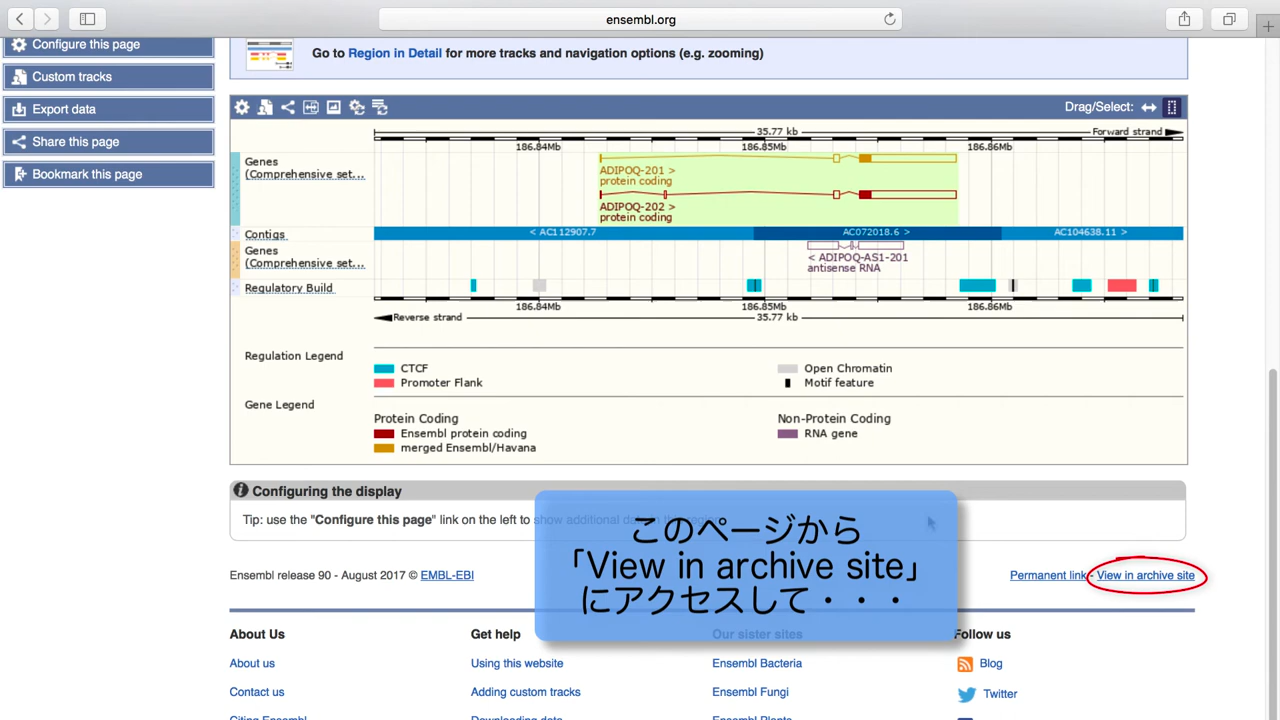 ensembl.org
Configure this page
Custom tracks
Export data
Share this page
Bookmark this page
Go to Region in Detail for more tracks and navigation options (e.g. zooming)
Drag/Select:
35.77 kb
Forward strand
186.84Mb 186.85Mb 186.86Mb
Genes
(Comprehensive set...
ADIPOQ-201 >
protein coding
ADIPOQ-202 >
protein coding
Contigs
< AC112907.7 AC072018.6 > AC104638.11 >
Genes
(Comprehensive set...
< ADIPOQ-AS1-201
antisense RNA
Regulatory Build
186.84Mb 186.85Mb 186.86Mb
Reverse strand 35.77 kb
Regulation Legend
CTCF
Promoter Flank
Open Chromatin
Motif feature
Gene Legend
Protein Coding
Ensembl protein coding
merged Ensembl/Havana
Non-Protein Coding
RNA gene
Configuring the display
Tip: use the "Configure this page" link on the left to show additional data in this region
このページから
「View in archive site」
にアクセスして・・・
Ensembl release 90 - August 2017 © EMBL-EBI
Permanent link - View in archive site
About Us
About us
Contact us
Citing Ensembl
Get help
Using this website
Adding custom tracks
Downloading data
Our sister sites
Ensembl Bacteria
Ensembl Fungi
Ensembl Plants
Follow us
Blog
Twitter